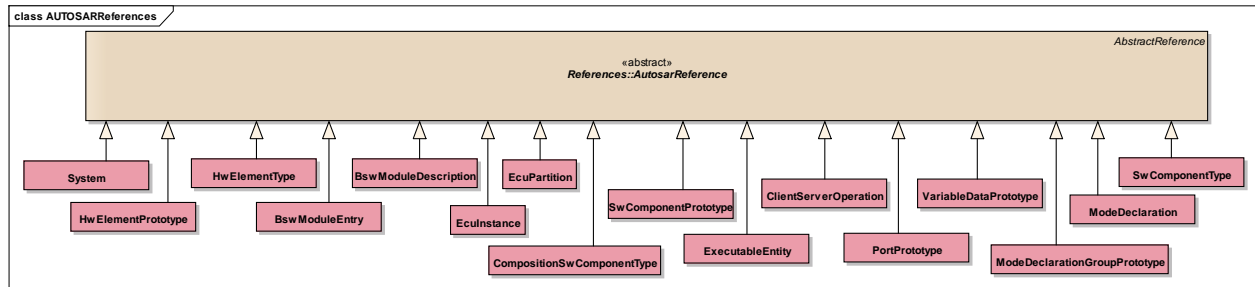 class AUTOSARReferences
AbstractReference
«abstract»
References::AutosarReference
System
HwElementPrototype
HwElementType
BswModuleEntry
BswModuleDescription
EcuInstance
EcuPartition
CompositionSwComponentType
SwComponentPrototype
ExecutableEntity
ClientServerOperation
PortPrototype
VariableDataPrototype
ModeDeclarationGroupPrototype
ModeDeclaration
SwComponentType